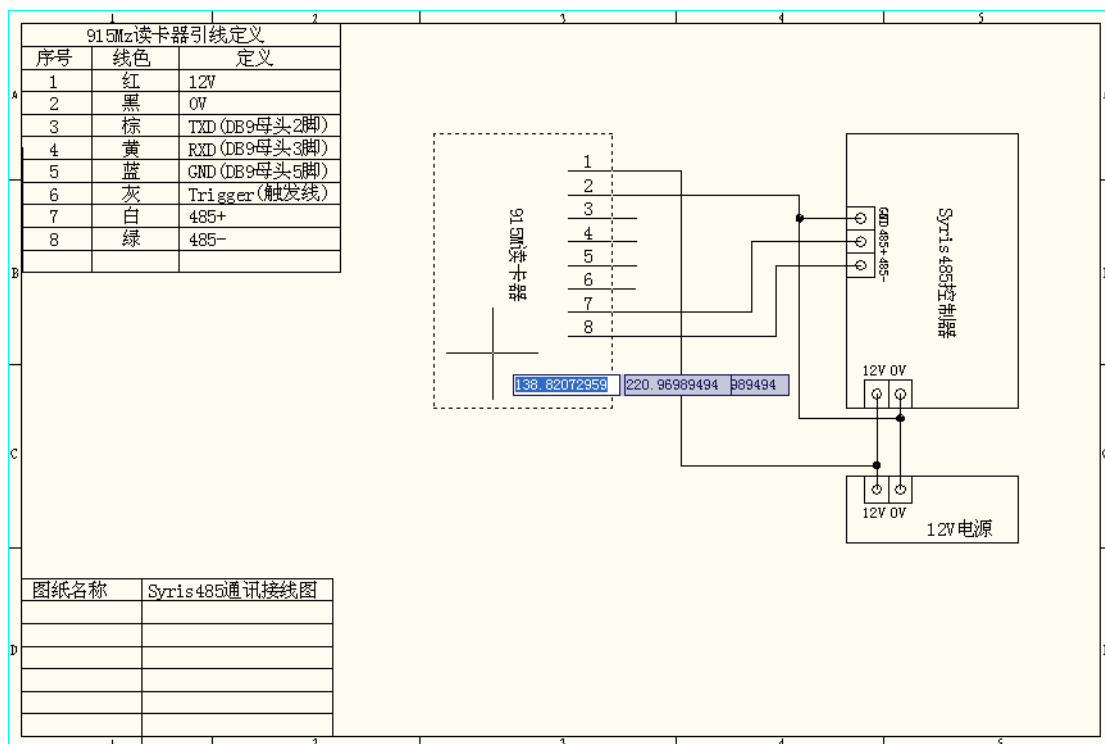 1 2 3 4 5
915Mz读卡器引线定义
序号 线色 定义
1 红 12V
2 黑 0V
3 棕 TXD(DB9母头2脚)
4 黄 RXD(DB9母头3脚)
5 蓝 GND(DB9母头5脚)
6 灰 Trigger(触发线)
7 白 485+
8 绿 485-
A
B
C
D
915M读卡器
1
2
3
4
5
6
7
8
GND 485+ 485-
Syris485控制器
12V 0V
138.82072959 220.96989494 989494
12V 0V
12V电源
图纸名称 Syris485通讯接线图
1 2 3 4